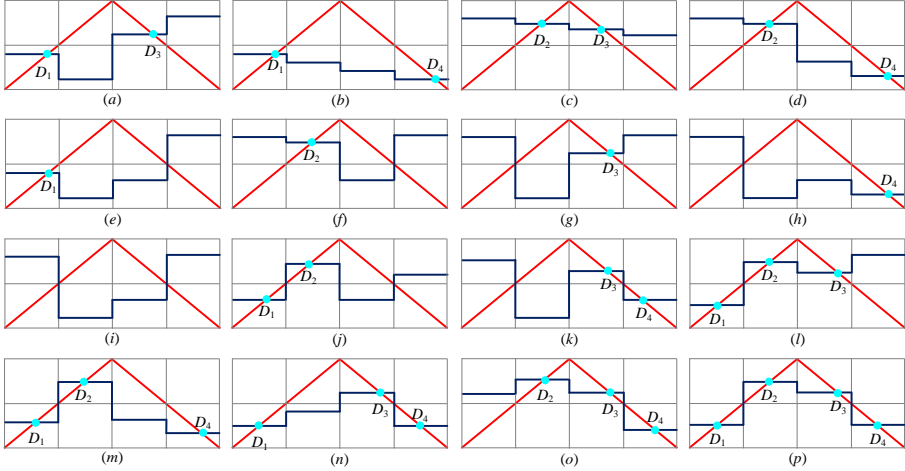 D₁ D₃
(a)
D₁ D₄
(b)
D₂ D₃
(c)
D₂ D₄
(d)
D₁
(e)
D₂
(f)
D₃
(g)
D₄
(h)
(i)
D₁ D₂
(j)
D₃ D₄
(k)
D₁ D₂ D₃
(l)
D₁ D₂ D₄
(m)
D₁ D₃ D₄
(n)
D₂ D₃ D₄
(o)
D₁ D₂ D₃ D₄
(p)